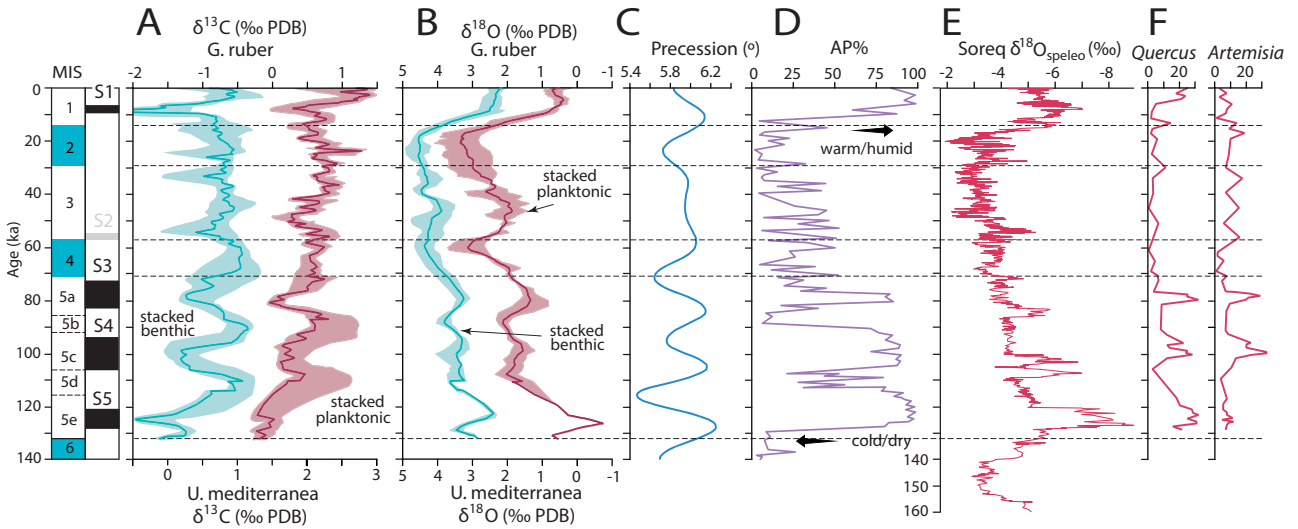 A
B
C
D
E
F
δ13C (‰ PDB)
G. ruber
δ18O (‰ PDB)
G. ruber
Precession (º)
AP%
Soreq δ18Ospeleo (‰)
Quercus
Artemisia
MIS
-2 -1 0 1
5 4 3 2 1 0 -1
5.4 5.8 6.2
0 25 50 75 100
-2 -4 -6 -8
0 20
0 20
Age (ka)
0
20
40
60
80
100
120
140
1
2
3
4
5a
5b
5c
5d
5e
6
S1
S2
S3
S4
S5
stacked
benthic
stacked
planktonic
stacked
planktonic
stacked
benthic
warm/humid
cold/dry
140
150
160
0 1 2 3
5 4 3 2 1 0 -1
U. mediterranea
δ13C (‰ PDB)
U. mediterranea
δ18O (‰ PDB)